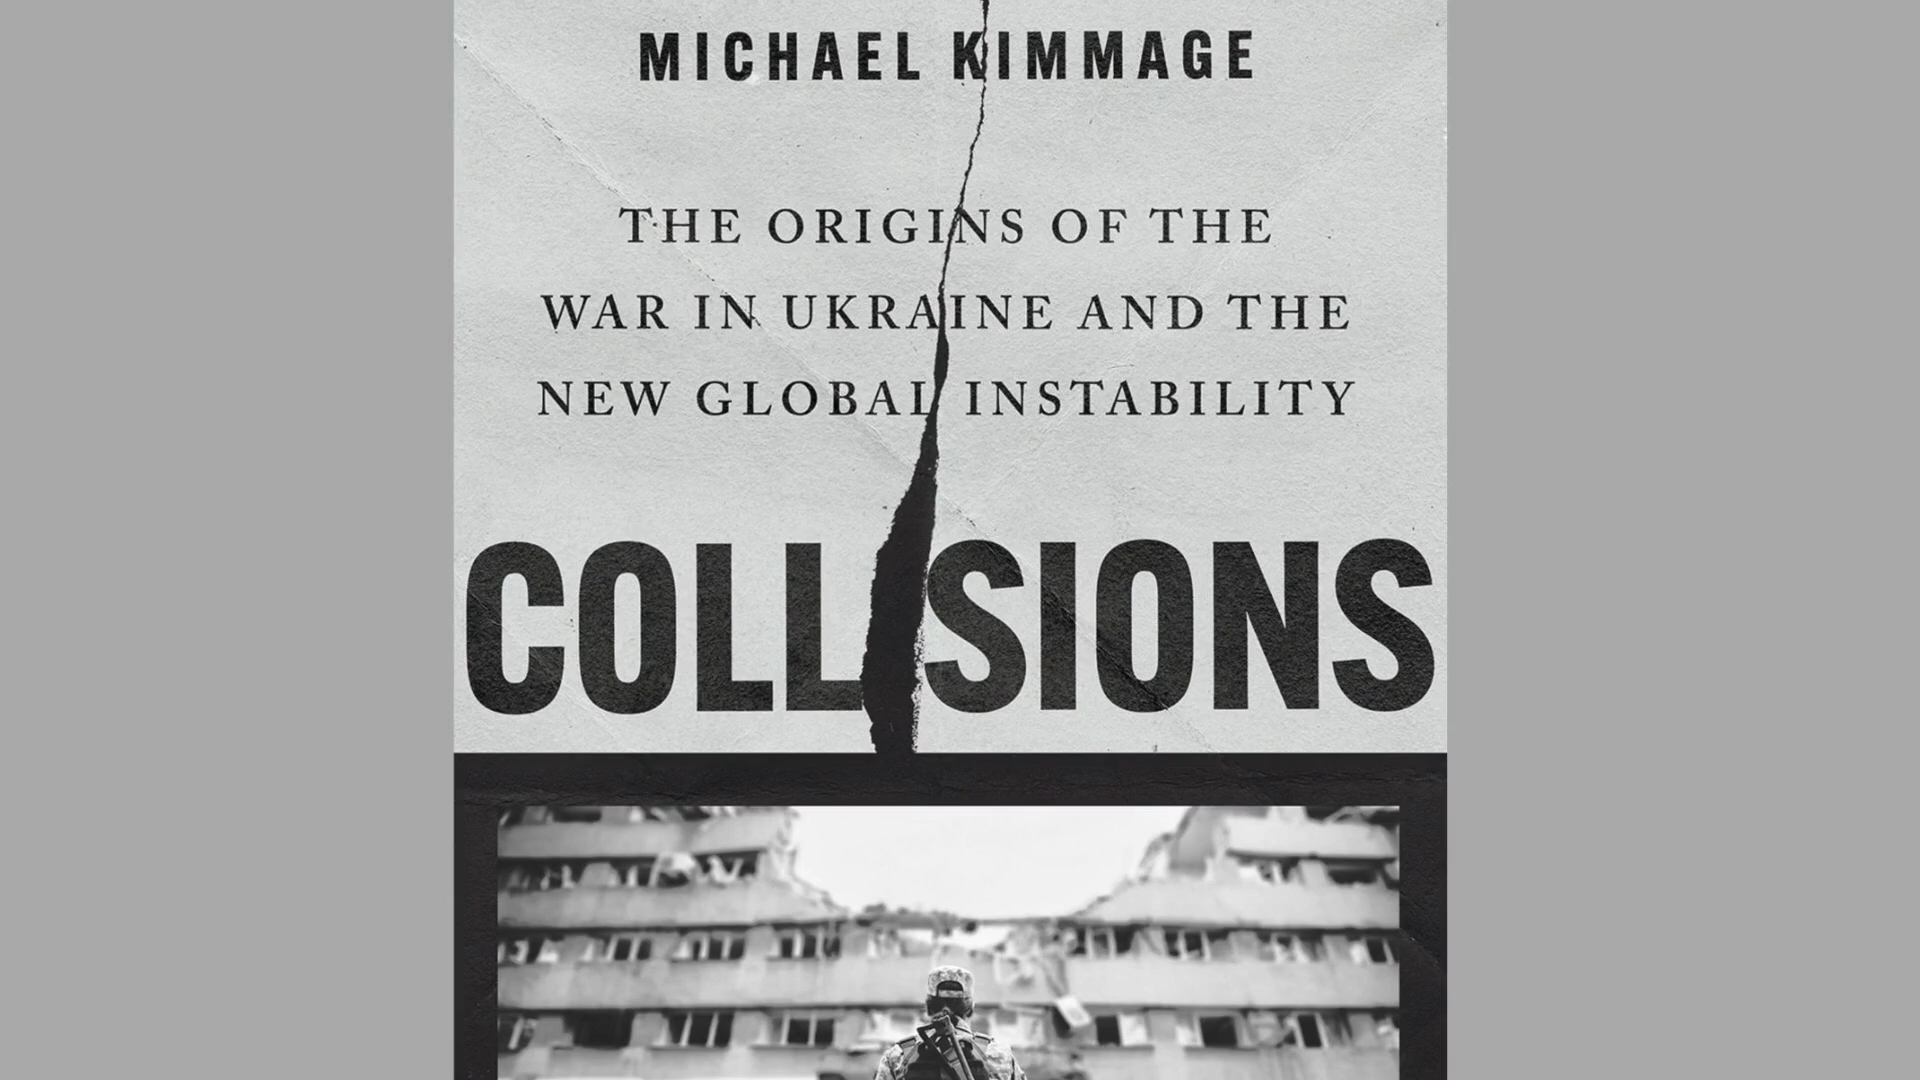 MICHAEL KIMMAGE
THE ORIGINS OF THE
WAR IN UKRAINE AND THE
NEW GLOBAL INSTABILITY
COLLISIONS